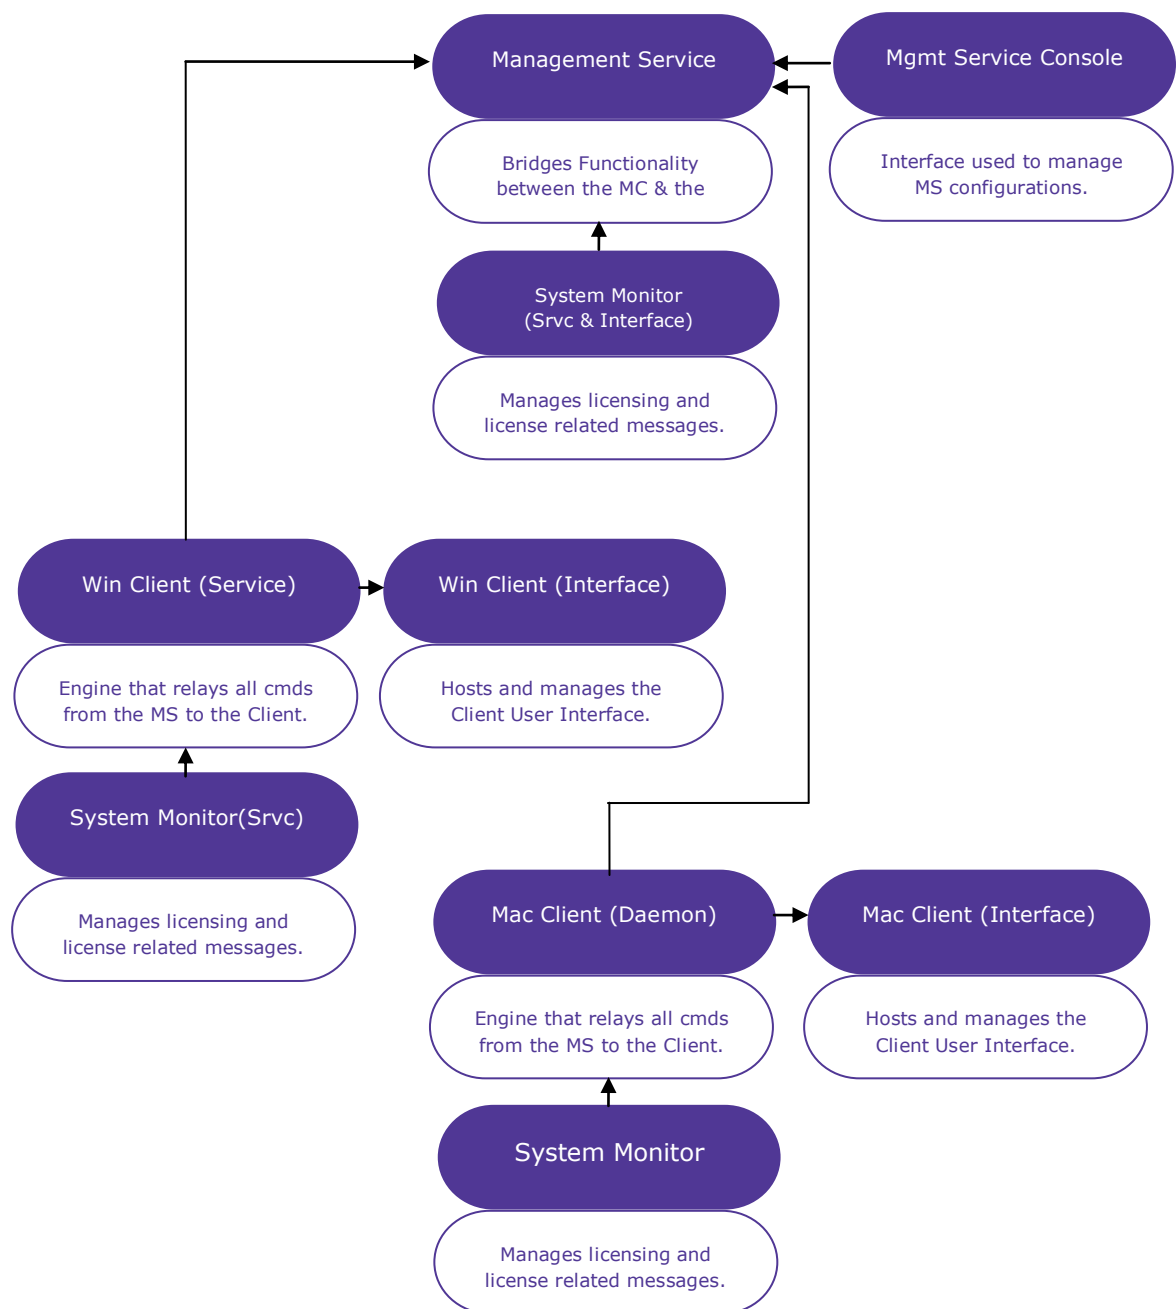 Management Service
Mgmt Service Console
Bridges Functionality
between the MC & the
Interface used to manage
MS configurations.
System Monitor
(Srvc & Interface)
Manages licensing and
license related messages.
Win Client (Service)
Win Client (Interface)
Engine that relays all cmds
from the MS to the Client.
Hosts and manages the
Client User Interface.
System Monitor(Srvc)
Manages licensing and
license related messages.
Mac Client (Daemon)
Mac Client (Interface)
Engine that relays all cmds
from the MS to the Client.
Hosts and manages the
Client User Interface.
System Monitor
Manages licensing and
license related messages.